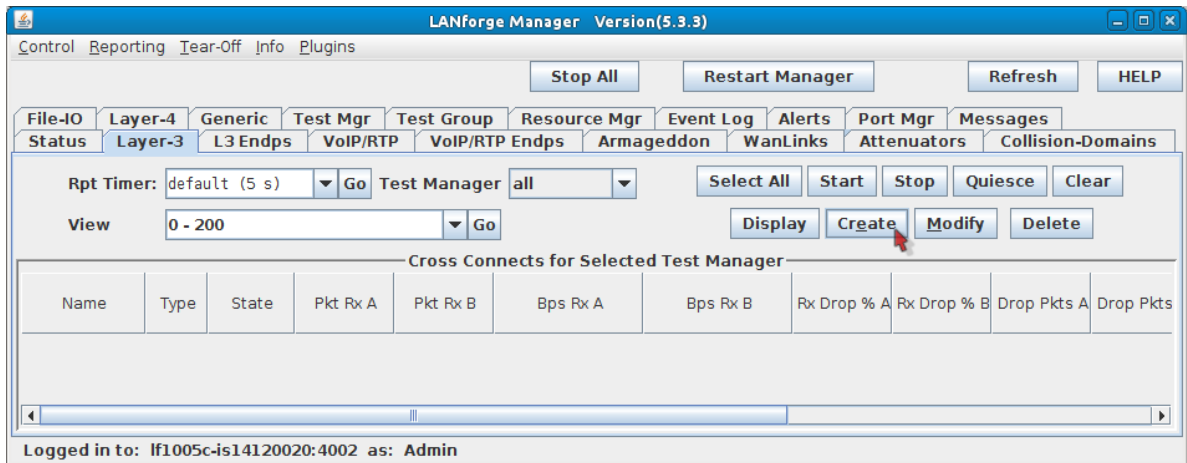 LANforge Manager Version(5.3.3)
Control Reporting Tear-Off Info Plugins
Stop All Restart Manager Refresh HELP
File-IO Layer-4 Generic Test Mgr Test Group Resource Mgr Event Log Alerts Port Mgr Messages
Status Layer-3 L3 Endps VoIP/RTP VoIP/RTP Endps Armageddon WanLinks Attenuators Collision-Domains
Rpt Timer: default (5 s) Go Test Manager all Select All Start Stop Quiesce Clear
View 0 - 200 Go Display Create Modify Delete
Cross Connects for Selected Test Manager
Name Type State Pkt Rx A Pkt Rx B Bps Rx A Bps Rx B Rx Drop % A Rx Drop % B Drop Pkts A Drop Pkts
Logged in to: lf1005c-is14120020:4002 as: Admin